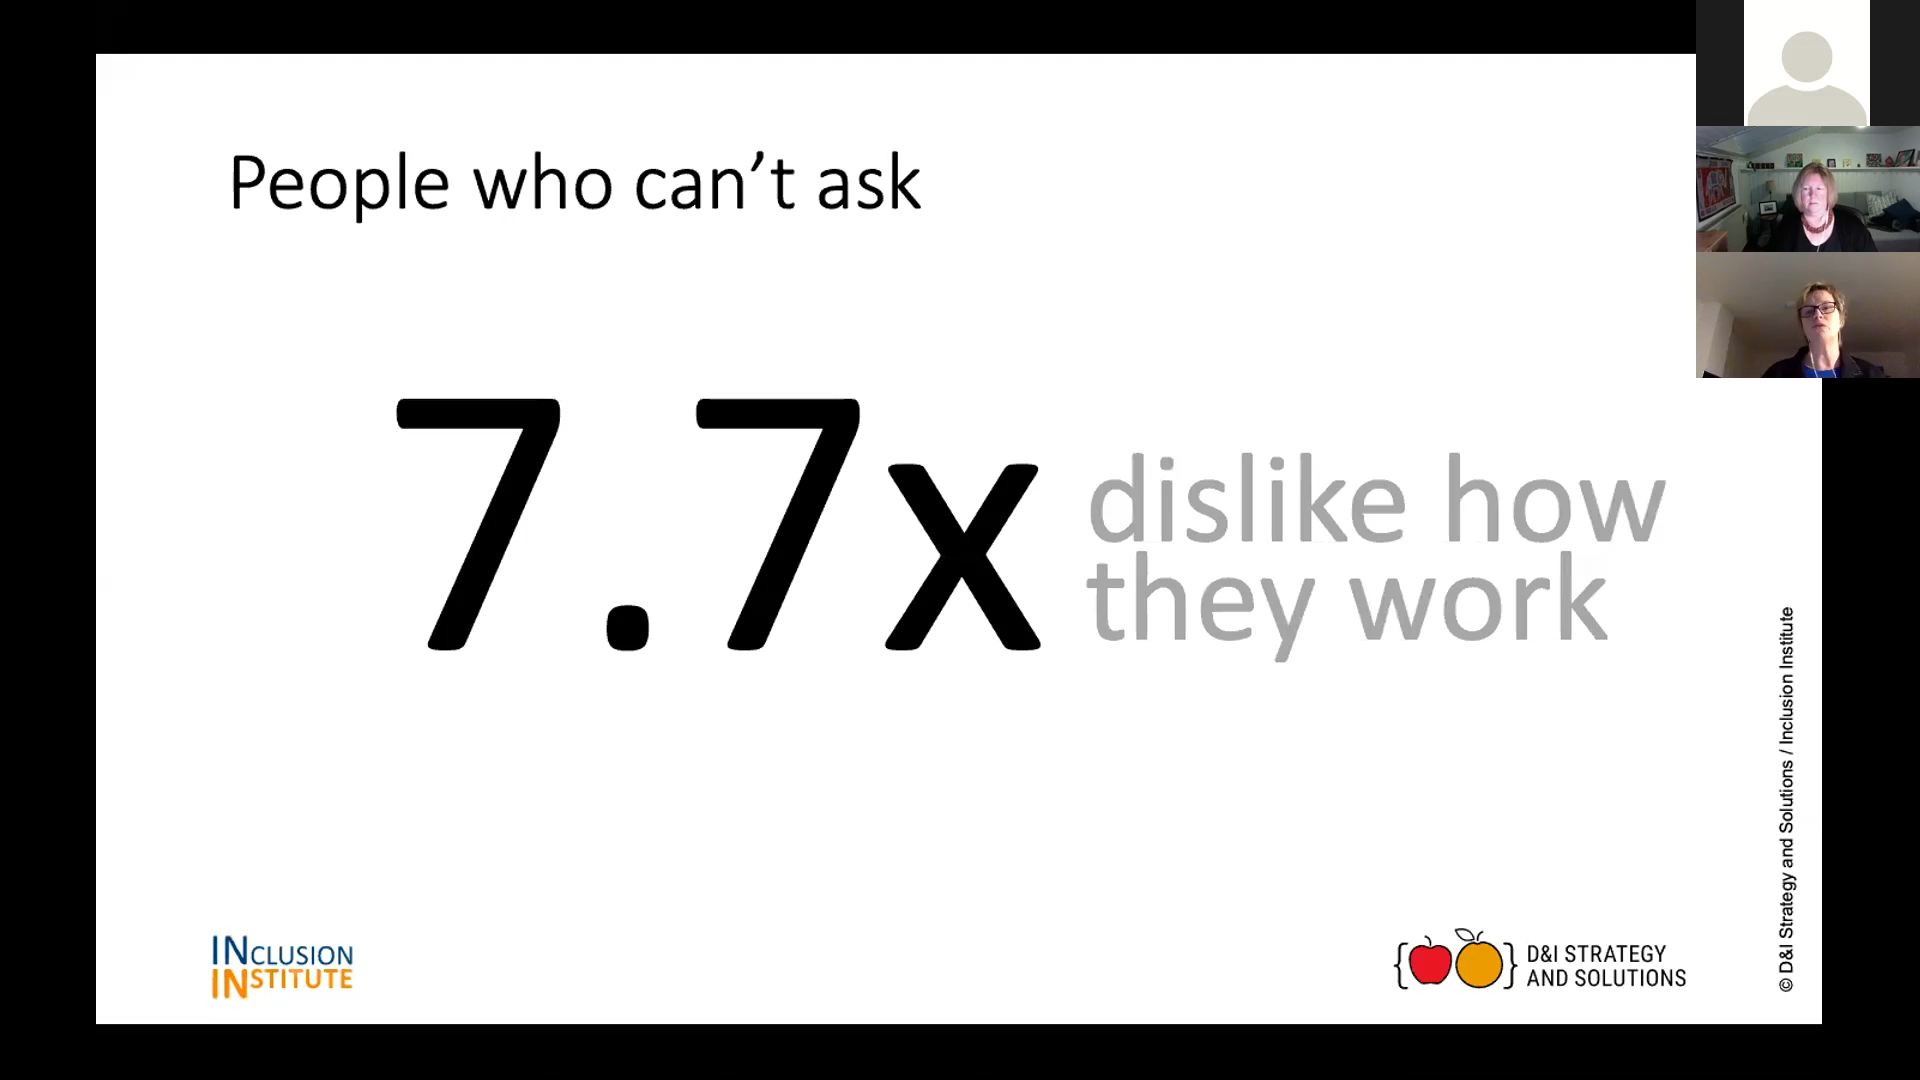 People who can’t ask
7.7x
dislike how
they work
© D&I Strategy and Solutions / Inclusion Institute
INCLUSION
INSTITUTE
D&I STRATEGY
AND SOLUTIONS